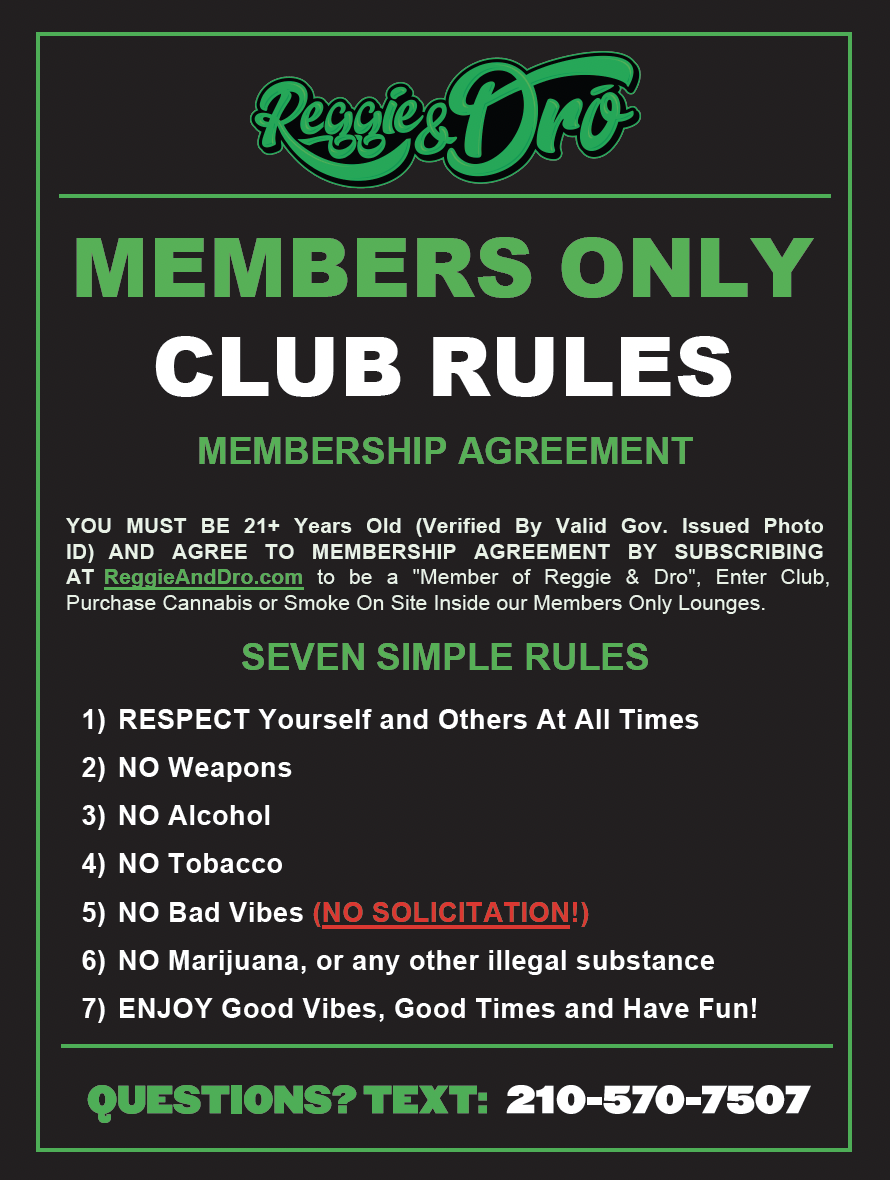 Reggie & Dró
MEMBERS ONLY
CLUB RULES
MEMBERSHIP AGREEMENT
YOU MUST BE 21+ Years Old (Verified By Valid Gov. Issued Photo
ID) AND AGREE TO MEMBERSHIP AGREEMENT BY SUBSCRIBING
AT ReggieAndDro.com to be a "Member of Reggie & Dro", Enter Club,
Purchase Cannabis or Smoke On Site Inside our Members Only Lounges.
SEVEN SIMPLE RULES
1) RESPECT Yourself and Others At All Times
2) NO Weapons
3) NO Alcohol
4) NO Tobacco
5) NO Bad Vibes (NO SOLICITATION!)
6) NO Marijuana, or any other illegal substance
7) ENJOY Good Vibes, Good Times and Have Fun!
QUESTIONS? TEXT: 210-570-7507